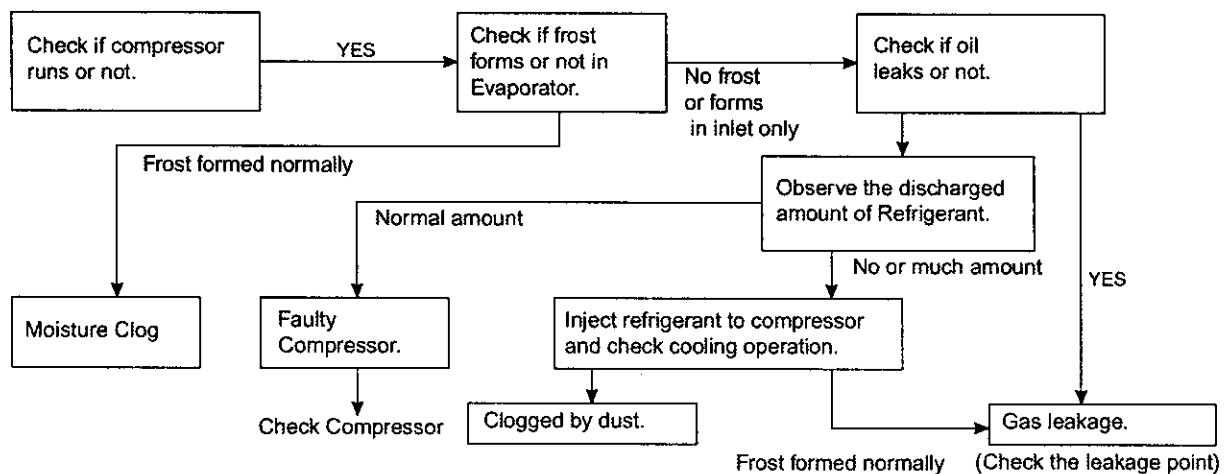 Check if compressor
runs or not.
YES
Check if frost
forms or not in
Evaporator.
No frost
or forms
in inlet only
Check if oil
leaks or not.
Frost formed normally
Observe the discharged
amount of Refrigerant.
Normal amount
No or much amount
YES
Moisture Clog
Faulty
Compressor.
Inject refrigerant to compressor
and check cooling operation.
Check Compressor
Clogged by dust.
Gas leakage.
Frost formed normally
(Check the leakage point)